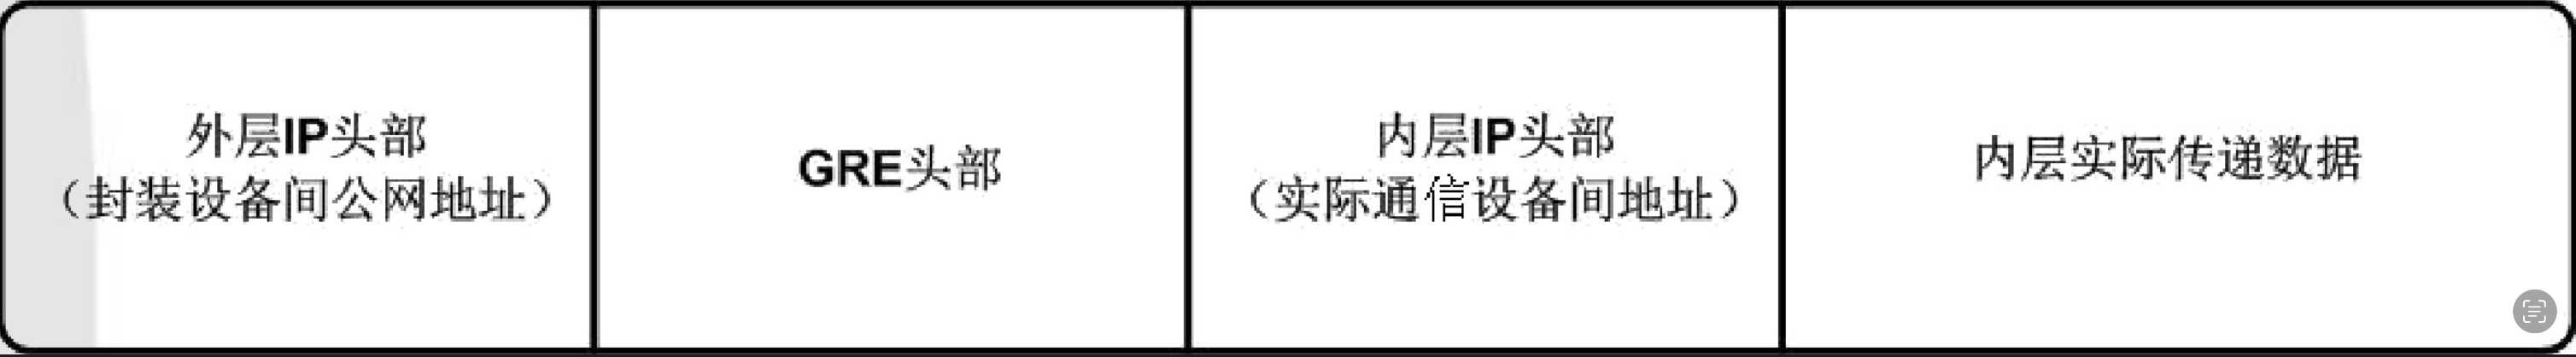 外层IP头部
（封装设备间公网地址）
GRE头部
内层IP头部
（实际通信设备间地址）
内层实际传递数据